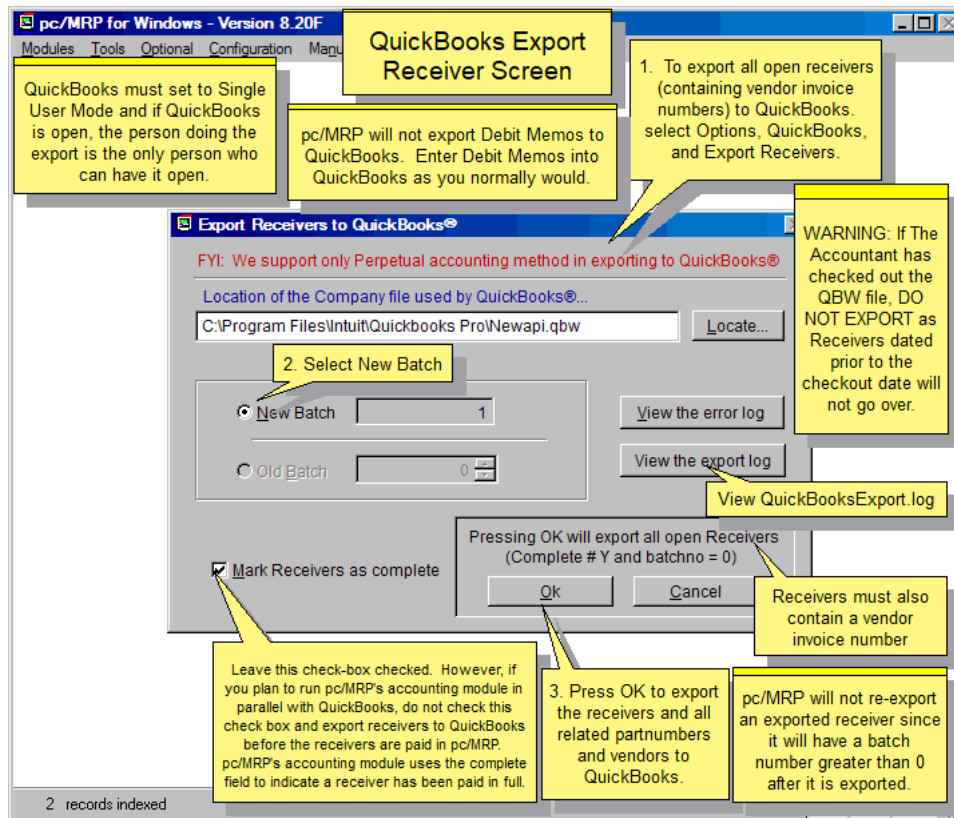 pc/MRP for Windows - Version 8.20F
Modules Tools Optional Configuration
QuickBooks Export
Receiver Screen
QuickBooks must set to Single
User Mode and if QuickBooks
is open, the person doing the
export is the only person who
can have it open.
pc/MRP will not export Debit Memos to
QuickBooks. Enter Debit Memos into
QuickBooks as you normally would.
1. To export all open receivers
(containing vendor invoice
numbers) to QuickBooks.
select Options, QuickBooks,
and Export Receivers.
WARNING: If The
Accountant has
checked out the
QBW file, DO
NOT EXPORT as
Receivers dated
prior to the
checkout date will
not go over.
Export Receivers to QuickBooks®
FYI: We support only Perpetual accounting method in exporting to QuickBooks®
Location of the Company file used by QuickBooks®...
C:\Program Files\Intuit\Quickbooks Pro\Newapi.qbw
Locate...
2. Select New Batch
New Batch 1
View the error log
Old Batch 0
View the export log
View QuickBooksExport.log
Pressing OK will export all open Receivers
(Complete # Y and batchno = 0)
Mark Receivers as complete
Ok Cancel
Receivers must also
contain a vendor
invoice number
Leave this check-box checked. However, if
you plan to run pc/MRP's accounting module in
parallel with QuickBooks, do not check this
check box and export receivers to QuickBooks
before the receivers are paid in pc/MRP.
pc/MRP's accounting module uses the complete
field to indicate a receiver has been paid in full.
3. Press OK to export
the receivers and all
related partnumbers
and vendors to
QuickBooks.
pc/MRP will not re-export
an exported receiver since
it will have a batch
number greater than 0
after it is exported.
2 records indexed